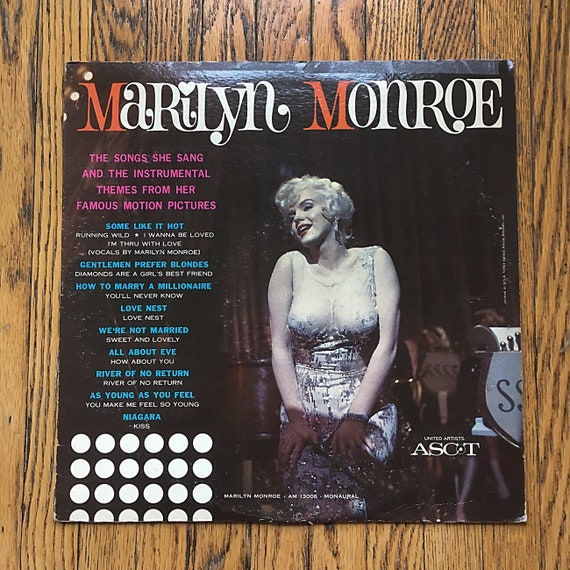 MARILYN MONROE
THE SONGS SHE SANG
AND THE INSTRUMENTAL
THEMES FROM HER
FAMOUS MOTION PICTURES
SOME LIKE IT HOT
RUNNING WILD ★ I WANNA BE LOVED
I'M THRU WITH LOVE
(VOCALS BY MARILYN MONROE)
GENTLEMEN PREFER BLONDES
DIAMONDS ARE A GIRL'S BEST FRIEND
HOW TO MARRY A MILLIONAIRE
YOU'LL NEVER KNOW
LOVE NEST
LOVE NEST
WE'RE NOT MARRIED
SWEET AND LOVELY
ALL ABOUT EVE
HOW ABOUT YOU
RIVER OF NO RETURN
RIVER OF NO RETURN
AS YOUNG AS YOU FEEL
YOU MAKE ME FEEL SO YOUNG
NIAGARA
KISS
SSS
SS
UNITED ARTISTS
ASCOT
MARILYN MONROE • AM 13008 • MONAURAL